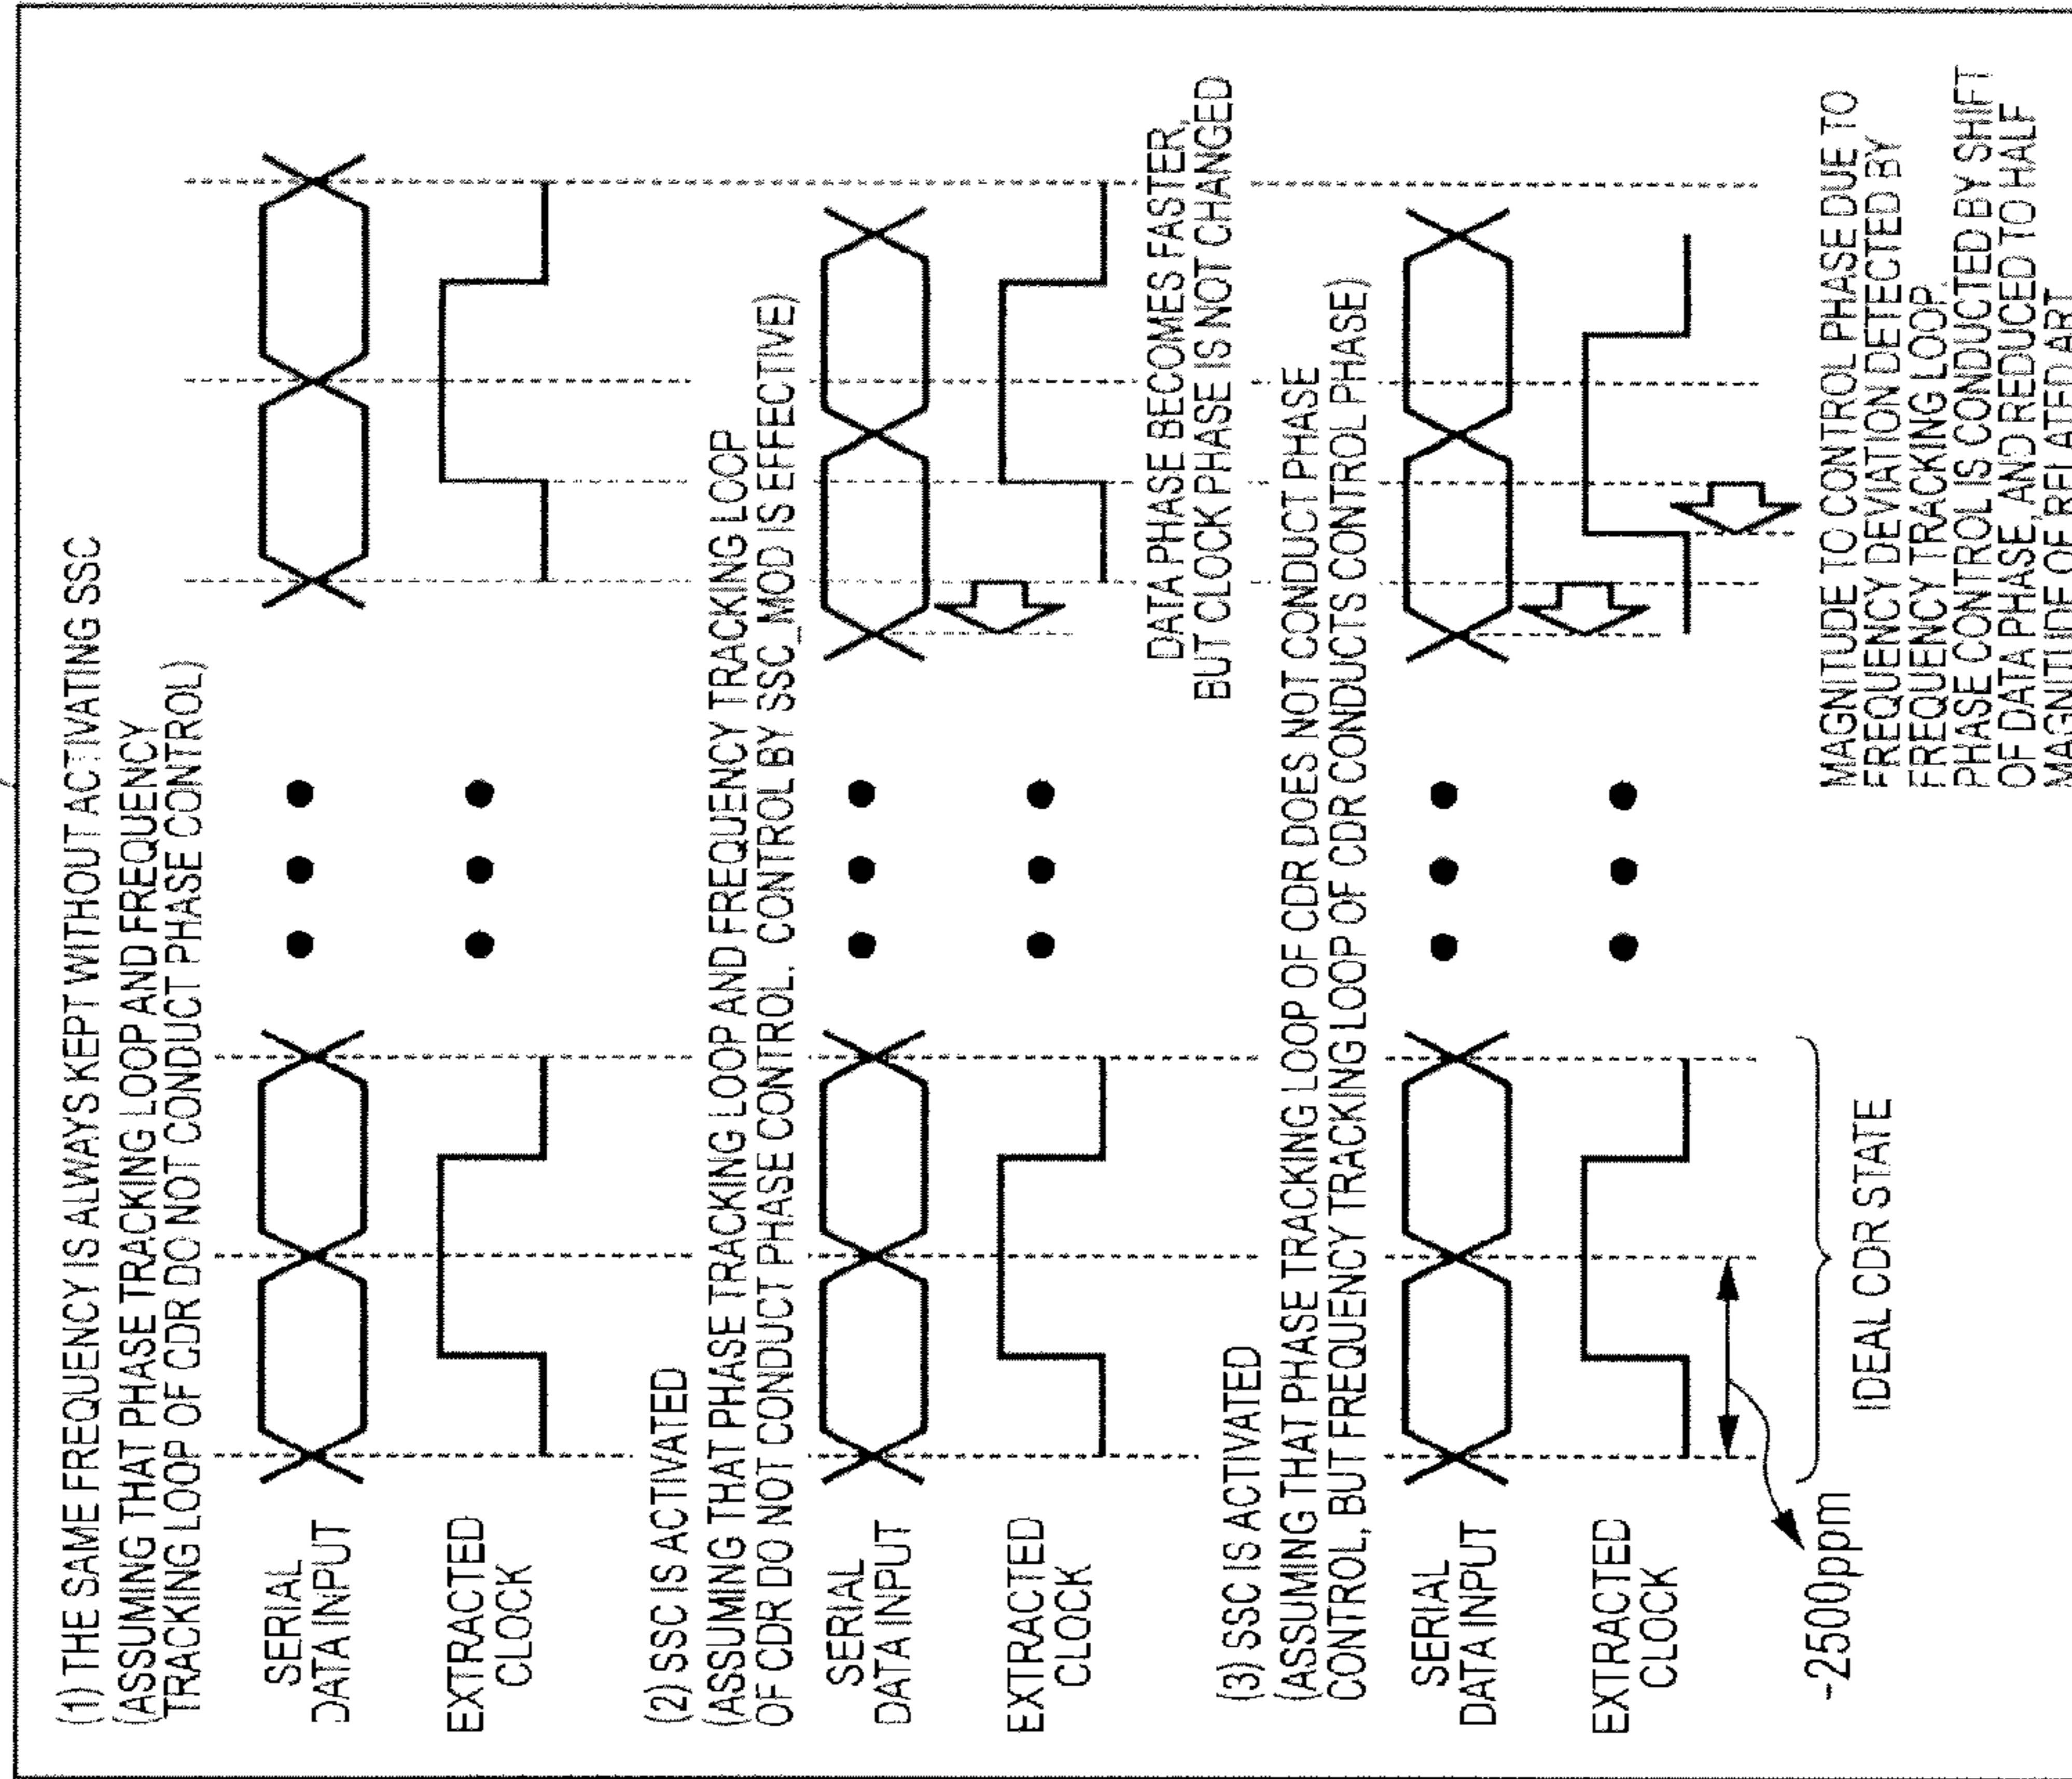 (1) THE SAME FREQUENCY IS ALWAYS KEPT WITHOUT ACTIVATING SSC
(ASSUMING THAT PHASE TRACKING LOOP AND FREQUENCY
TRACKING LOOP OF CDR DO NOT CONDUCT PHASE CONTROL)
SERIAL
DATA INPUT
EXTRACTED
CLOCK
(2) SSC IS ACTIVATED
(ASSUMING THAT PHASE TRACKING LOOP AND FREQUENCY TRACKING LOOP
OF CDR DO NOT CONDUCT PHASE CONTROL. CONTROL BY SSC_MOD IS EFFECTIVE)
SERIAL
DATA INPUT
EXTRACTED
CLOCK
DATA PHASE BECOMES FASTER,
BUT CLOCK PHASE IS NOT CHANGED
(3) SSC IS ACTIVATED
(ASSUMING THAT PHASE TRACKING LOOP OF CDR DOES NOT CONDUCT PHASE
CONTROL, BUT FREQUENCY TRACKING LOOP OF CDR CONDUCTS CONTROL PHASE)
SERIAL
DATA INPUT
EXTRACTED
CLOCK
-2500ppm
IDEAL CDR STATE
MAGNITUDE TO CONTROL PHASE DUE TO
FREQUENCY DEVIATION DETECTED BY
FREQUENCY TRACKING LOOP.
PHASE CONTROL IS CONDUCTED BY SHIFT
OF DATA PHASE, AND REDUCED TO HALF
MAGNITUDE OF RELATED ART